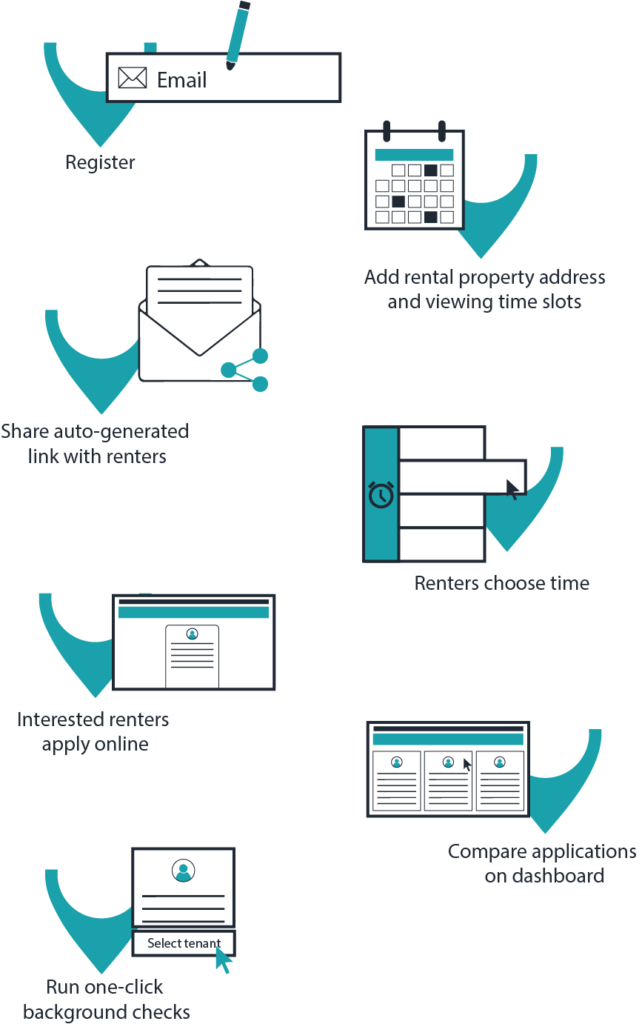 Email
Register
Add rental property address
and viewing time slots
Share auto-generated
link with renters
Renters choose time
Interested renters
apply online
Compare applications
on dashboard
Select tenant
Run one-click
background checks